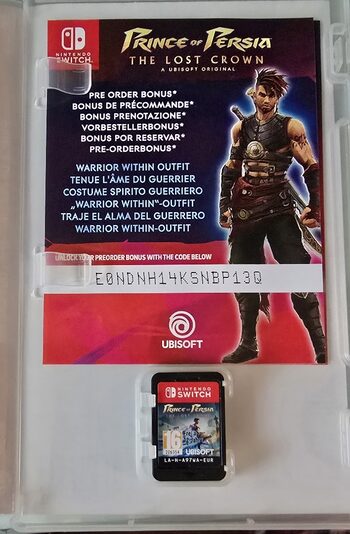 NINTENDO
SWITCH
PRINCE OF PERSIA
THE LOST CROWN
A UBISOFT ORIGINAL
PRE ORDER BONUS*
BONUS DE PRÉCOMMANDE*
BONUS PRENOTAZIONE*
VORBESTELLERBONUS*
BONUS POR RESERVAR*
PRE-ORDERBONUS*
WARRIOR WITHIN OUTFIT
TENUE L'ÂME DU GUERRIER
COSTUME SPIRITO GUERRIERO
„WARRIOR WITHIN“-OUTFIT
TRAJE EL ALMA DEL GUERRERO
WARRIOR WITHIN-OUTFIT
UNLOCK YOUR PREORDER BONUS WITH THE CODE BELOW
E0NDNH14KSNBP13Q
UBISOFT
NINTENDO
SWITCH
PRINCE OF PERSIA
16
UBISOFT
LA-H-A97WA-EUR